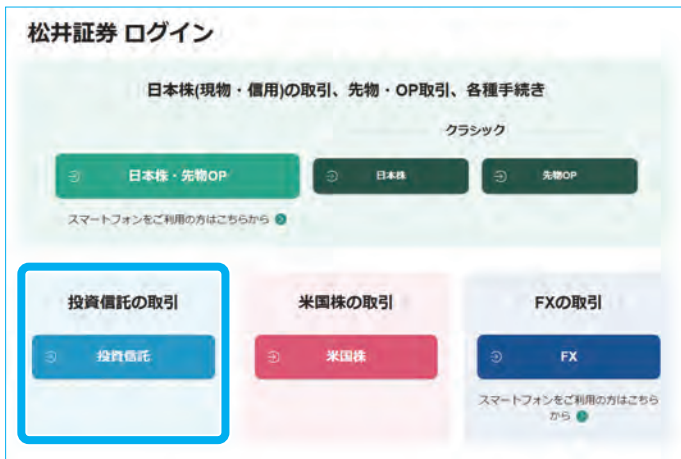 松井証券 ログイン
日本株(現物・信用)の取引、先物・OP取引、各種手続き
クラシック
日本株・先物OP
日本株
先物OP
スマートフォンをご利用の方はこちらから
投資信託の取引
米国株の取引
FXの取引
投資信託
米国株
FX
スマートフォンをご利用の方はこちら
から